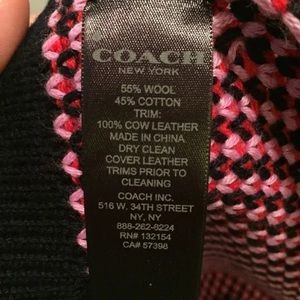 COACH
NEW YORK
55% WOOL
45% COTTON
TRIM:
100% COW LEATHER
MADE IN CHINA
DRY CLEAN
COVER LEATHER
TRIMS PRIOR TO
CLEANING
COACH INC.
516 W. 34TH STREET
NY, NY
888-262-6224
RN# 132154
CA# 57398